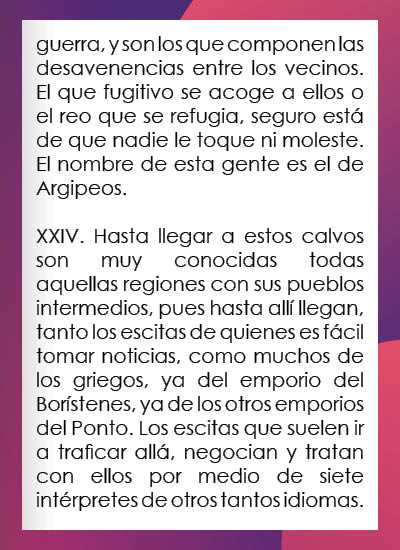 guerra, y son los que componen las
desavenencias entre los vecinos.
El que fugitivo se acoge a ellos o
el reo que se refugia, seguro está
de que nadie le toque ni moleste.
El nombre de esta gente es el de
Argipeos.
XXIV. Hasta llegar a estos calvos
son muy conocidas todas
aquellas regiones con sus pueblos
intermedios, pues hasta allí llegan,
tanto los escitas de quienes es fácil
tomar noticias, como muchos de
los griegos, ya del emporio del
Borístenes, ya de los otros emporios
del Ponto. Los escitas que suelen ir
a traficar allá, negocian y tratan
con ellos por medio de siete
intérpretes de otros tantos idiomas.